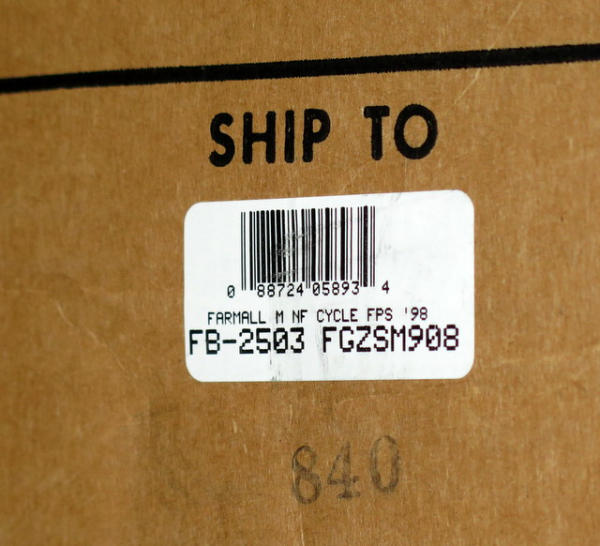 SHIP TO
0 88724 05893 4
FARMALL M NF CYCLE FPS '98
FB-2503 FGZSM908
840